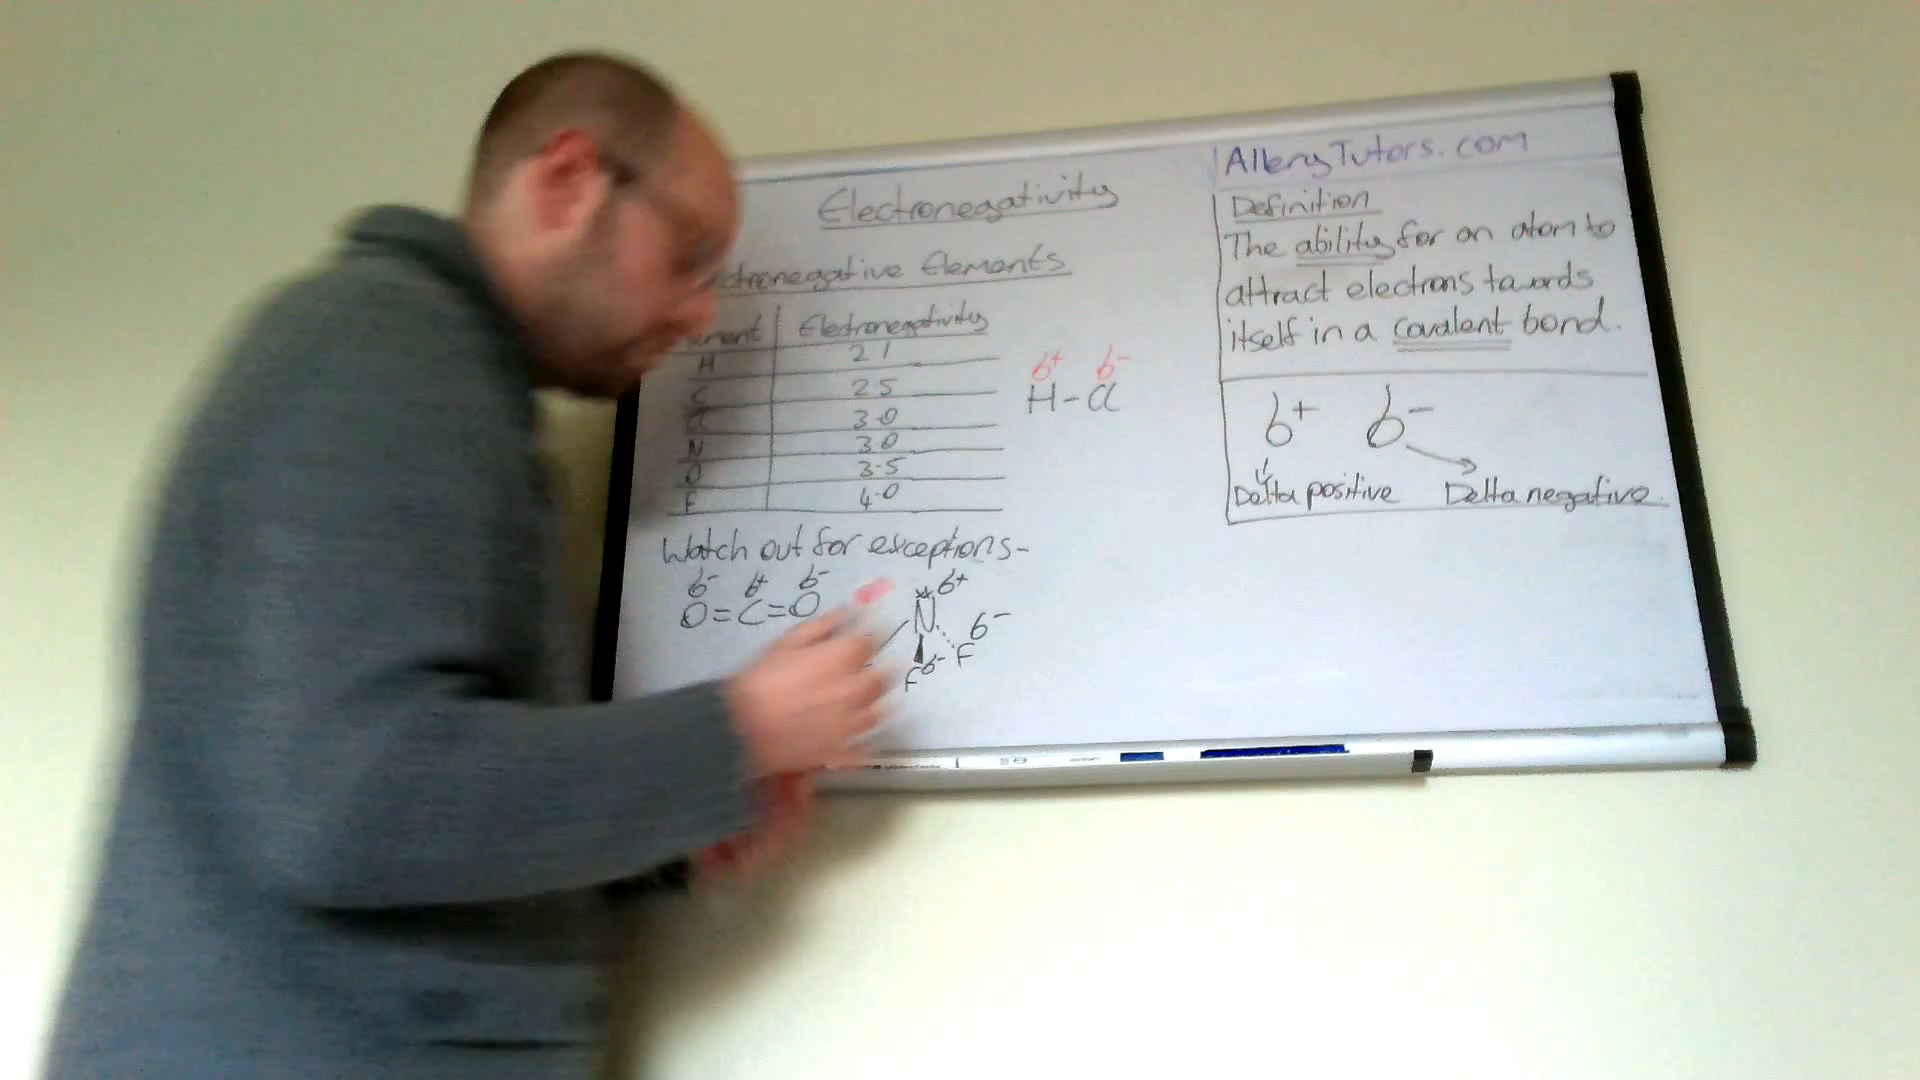 AlleryTutors.com
Electronegativity
Definition
The ability for an atom to
attract electrons towards
itself in a covalent bond.
Elements
Electronegativity
H 2.1
C 2.5
Cl 3.0
N 3.0
O 3.5
F 4.0
δ+ δ-
H-Cl
δ+ δ-
Delta positive Delta negative.
Watch out for exceptions-
δ- δ+ δ-
O=C=O
δ+
N
δ-
F
F δ-